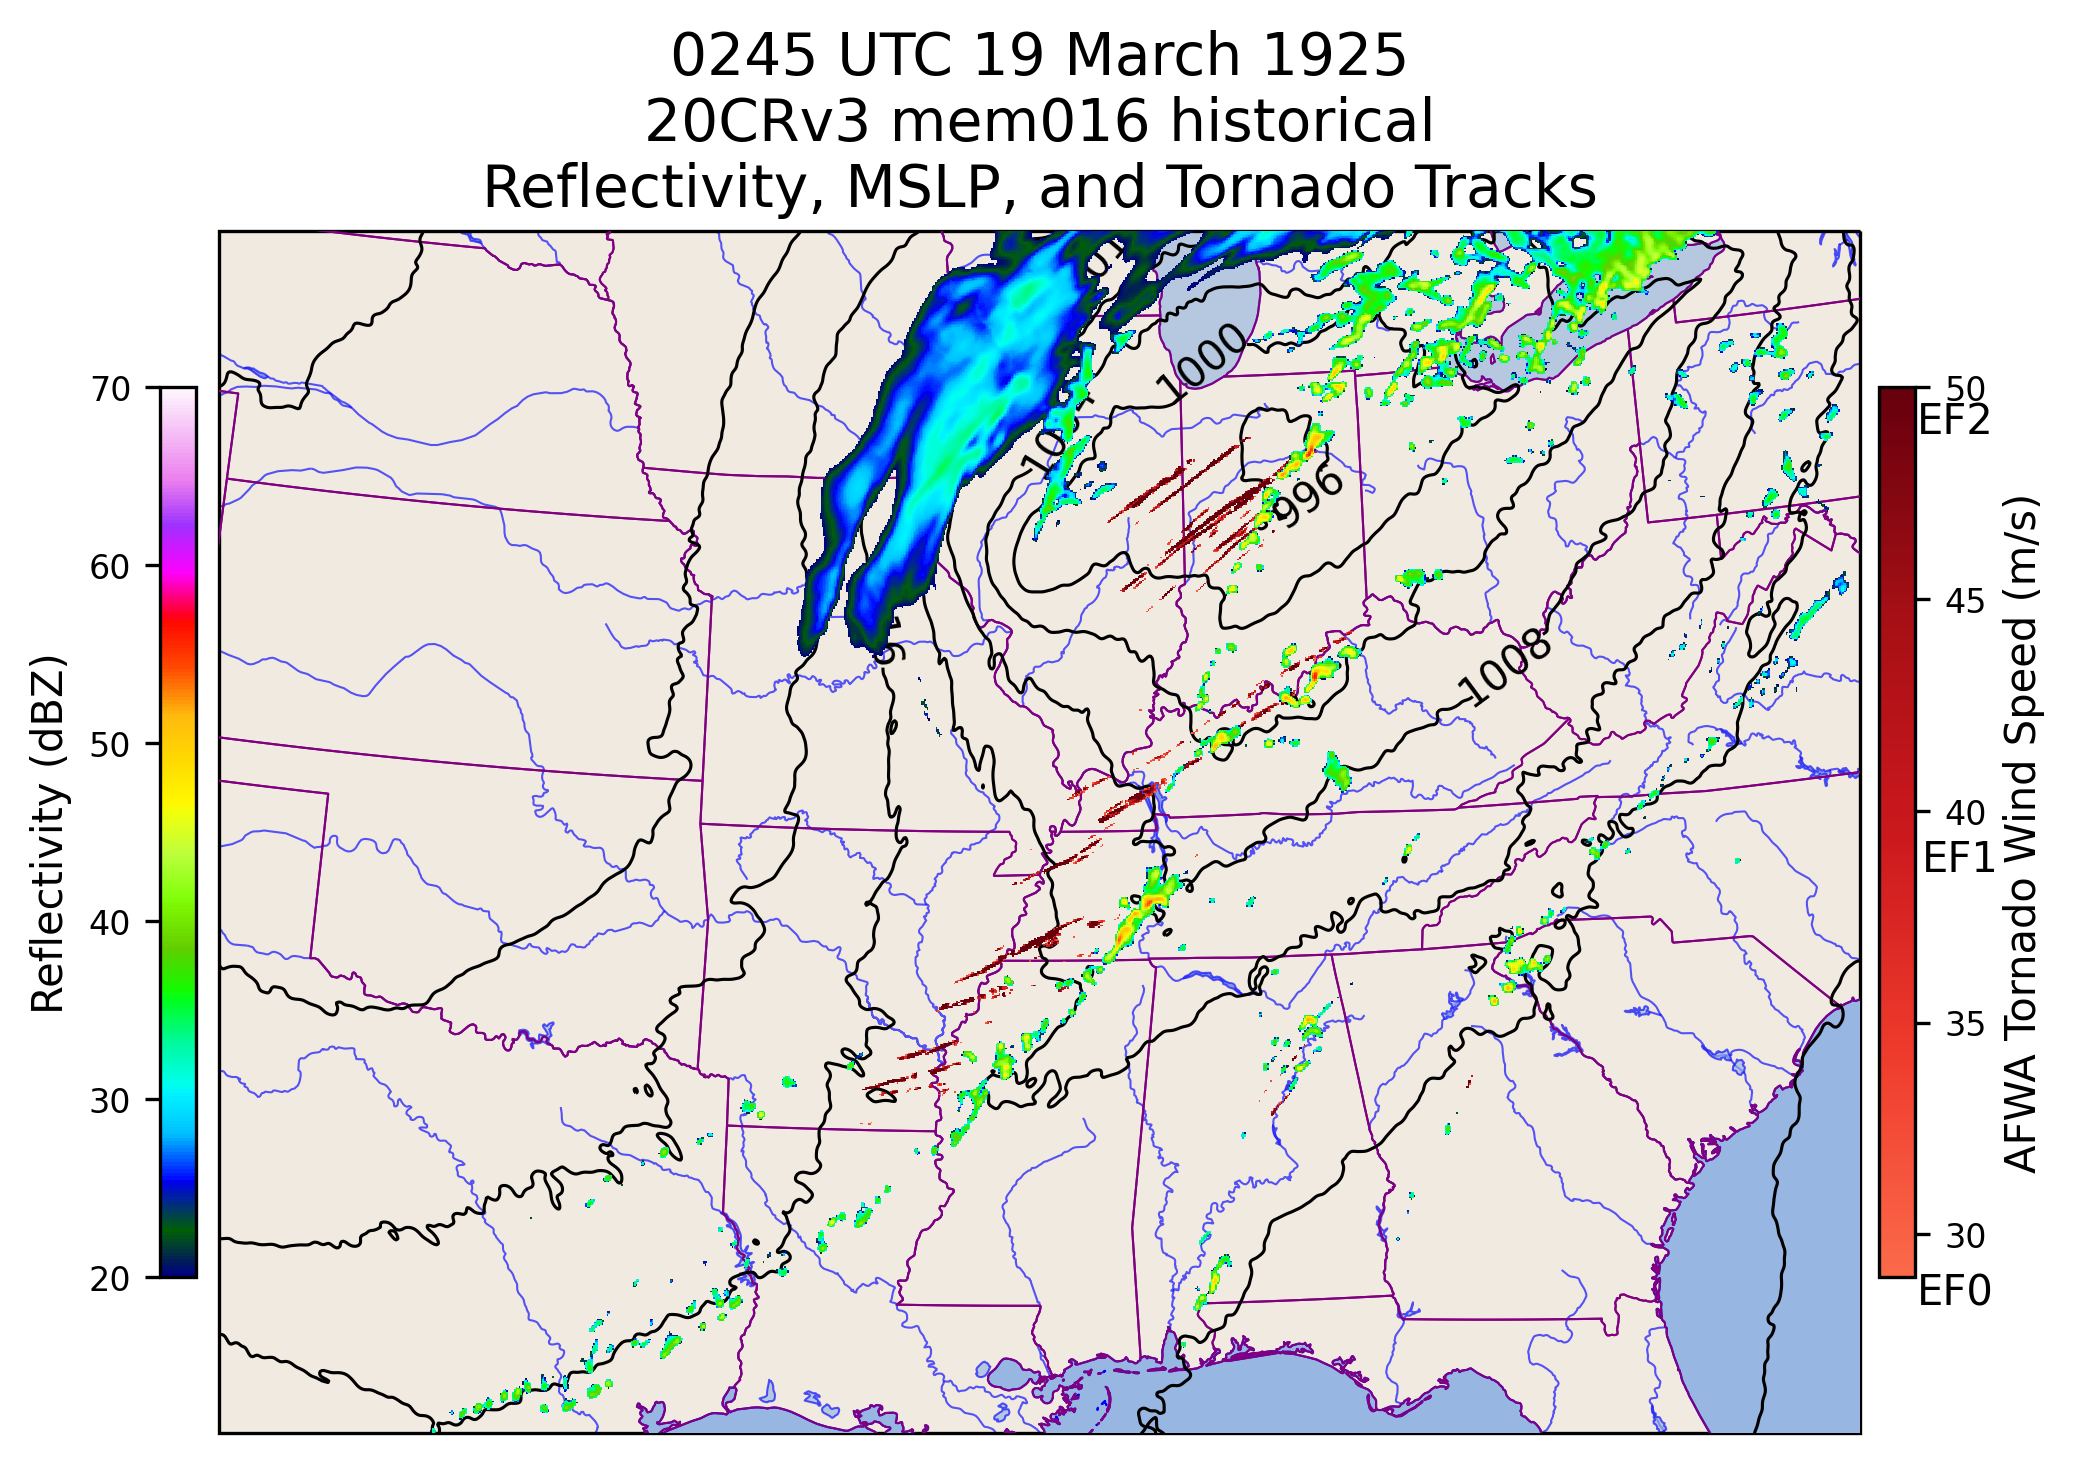 0245 UTC 19 March 1925
20CRv3 mem016 historical
Reflectivity, MSLP, and Tornado Tracks
Reflectivity (dBZ)
70
60
50
40
30
20
1000
996
1008
50
EF2
45
40
EF1
35
30
EF0
AFWA Tornado Wind Speed (m/s)